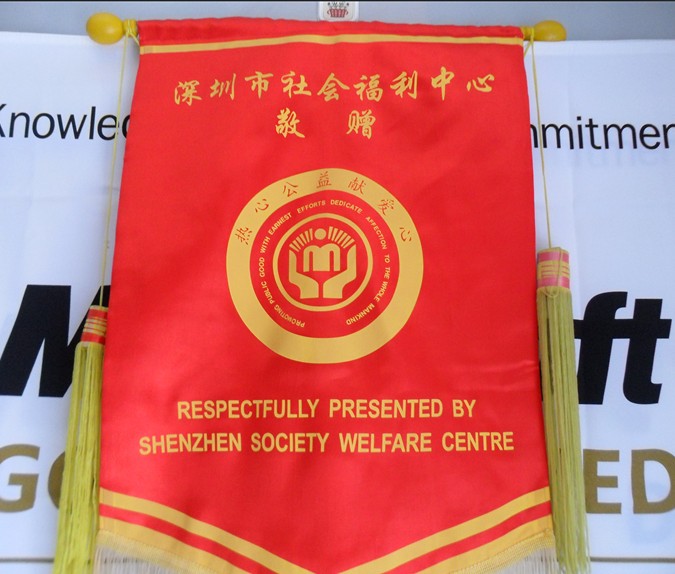 深圳市社会福利中心
敬 赠
热心公益献爱心
PROMOTING PUBLIC GOOD WITH EARNEST EFFORTS DEDICATE AFFECTION TO THE WHOLE MANKIND
RESPECTFULLY PRESENTED BY
SHENZHEN SOCIETY WELFARE CENTRE
Knowle
mmitmen
M
ft
GO
ED